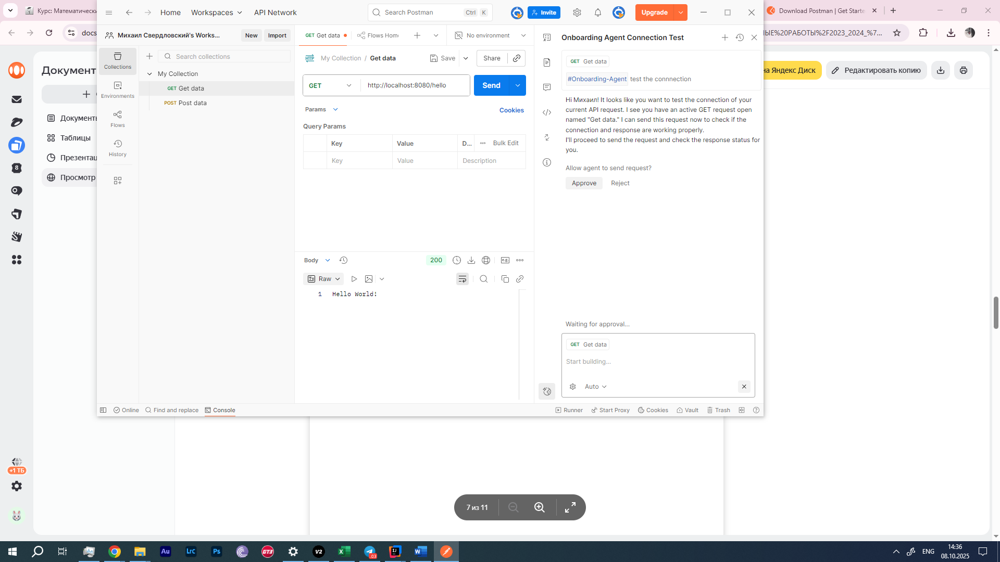 Курс: Математически
Download Postman | Get Starte
docs
ЫЕ%20РАБОТЫ%2F2023_2024_%7...
Home
Workspaces
API Network
Search Postman
Ctrl
K
Invite
Upgrade
Михаил Свердловский's Works...
New
Import
GET Get data
Flows Hom
No environment
Onboarding Agent Connection Test
Collections
Environments
Flows
History
Search collections
My Collection
GET Get data
POST Post data
My Collection / Get data
Save
Share
GET
http://localhost:8080/hello
Send
Params
Cookies
Query Params
Key
Value
D...
Bulk Edit
Key
Value
Description
Body
200
Raw
1
Hello World!
GET Get data
#Onboarding-Agent test the connnection
Hi Михаил! It looks like you want to test the connection of your
current API request. I see you have an active GET request open
named "Get data." I can send this request now to check if the
connection and response are working properly.
I'll proceed to send the request and check the response status for
you.
Allow agent to send request?
Approve
Reject
Waiting for approval...
GET Get data
Start building...
Auto
Online
Find and replace
Console
Runner
Start Proxy
Cookies
Vault
Trash
Документ
Документы
Таблицы
Презентац
Просмотр
8
+1 ТБ
на Яндекс Диск
Редактировать копию
7 из 11
Au
Lrc
Ps
GT3
V2
.03
ENG
14:36
08.10.2025